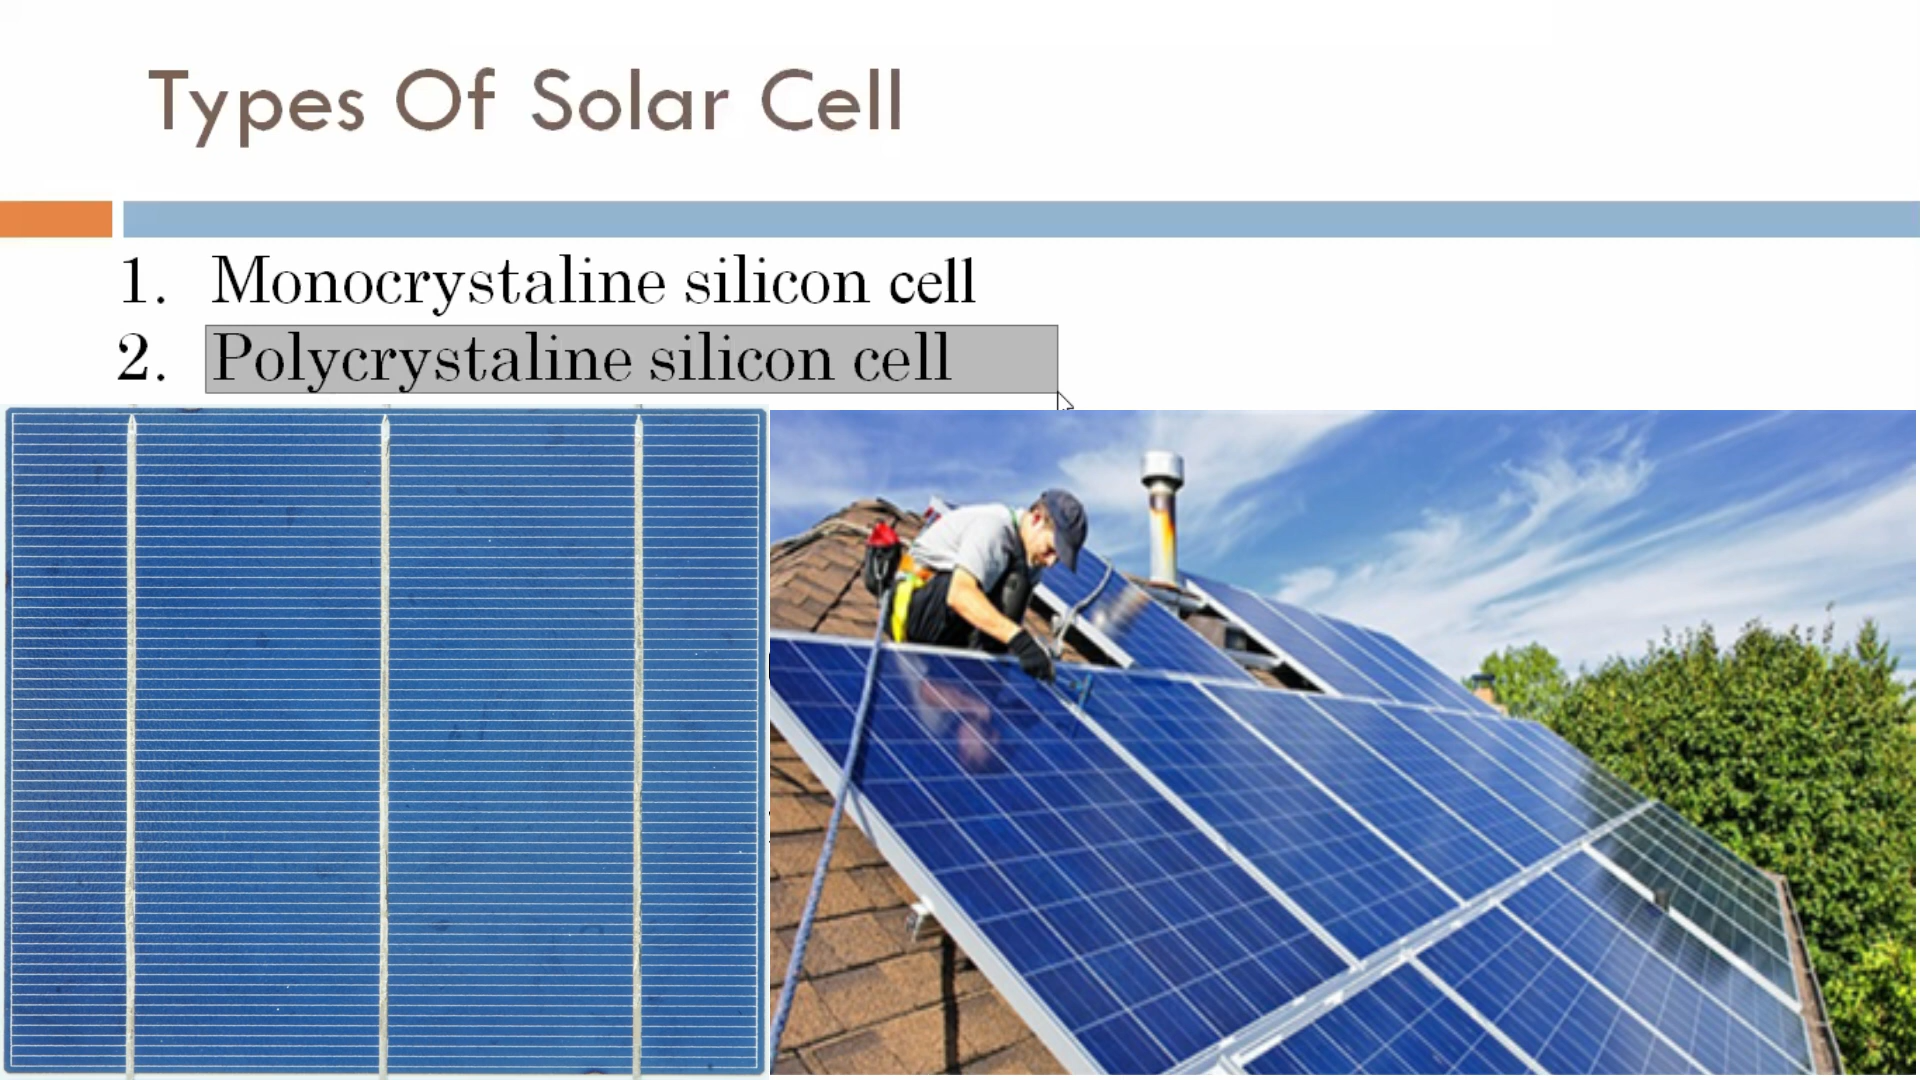 Types Of Solar Cell
1. Monocrystaline silicon cell
2. Polycrystaline silicon cell